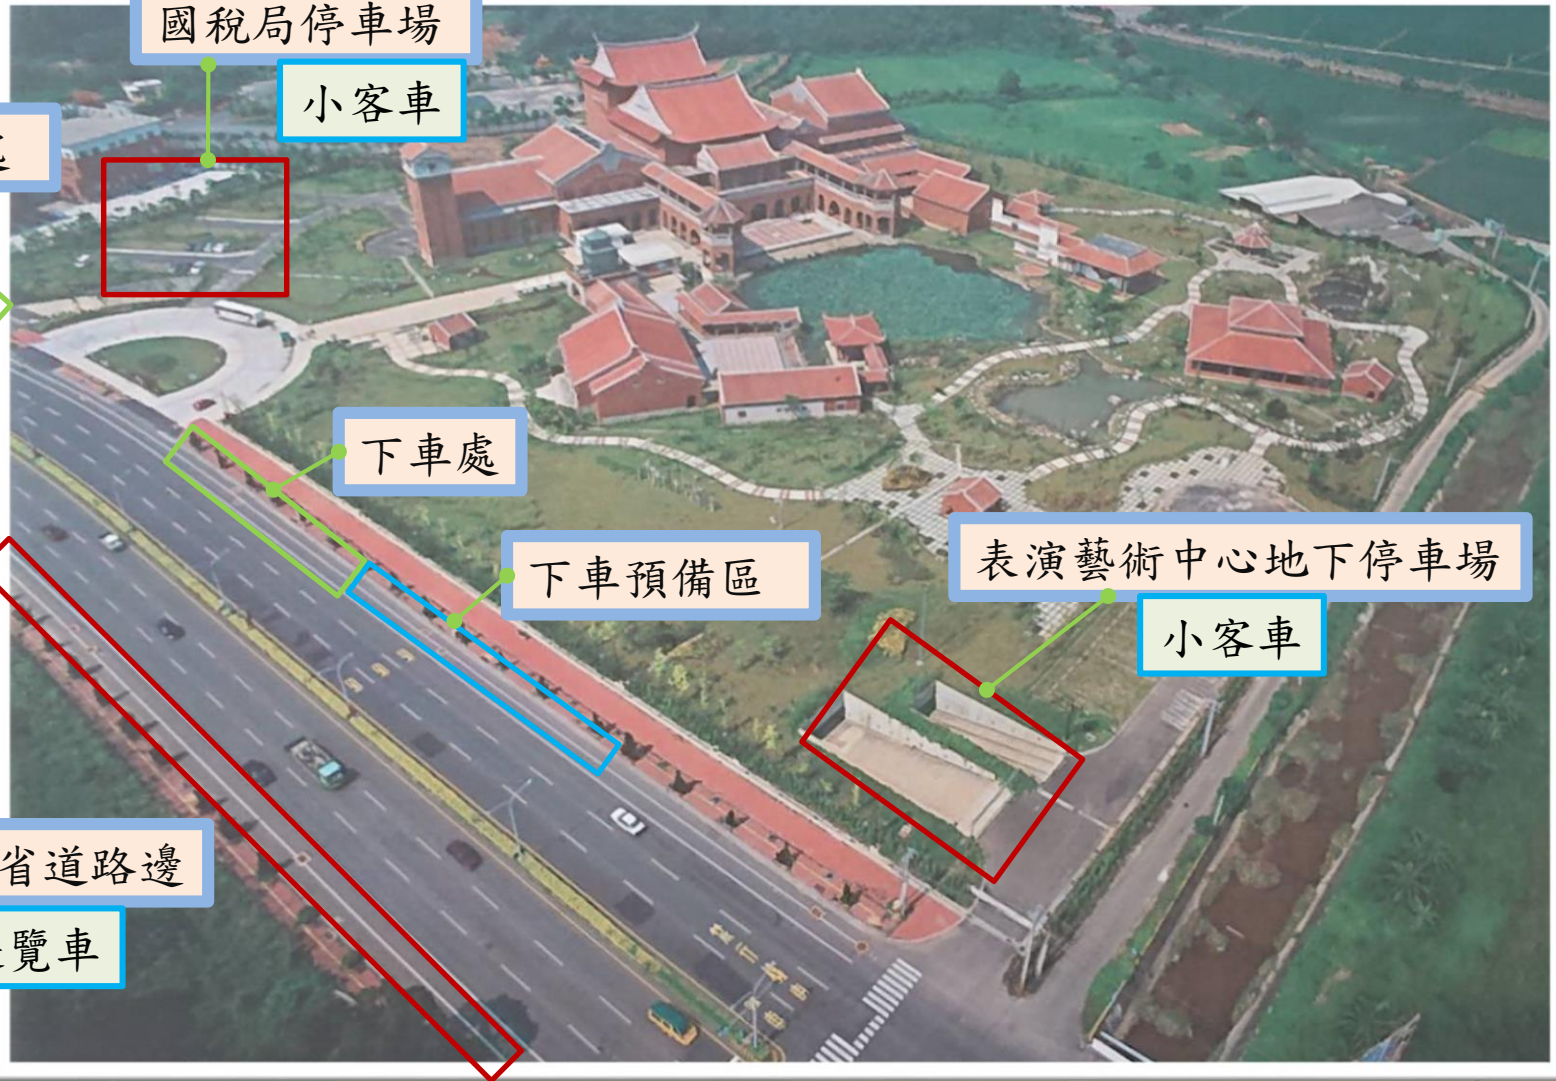 國稅局停車場
小客車
下車處
下車預備區
表演藝術中心地下停車場
小客車
省道路邊
覽車